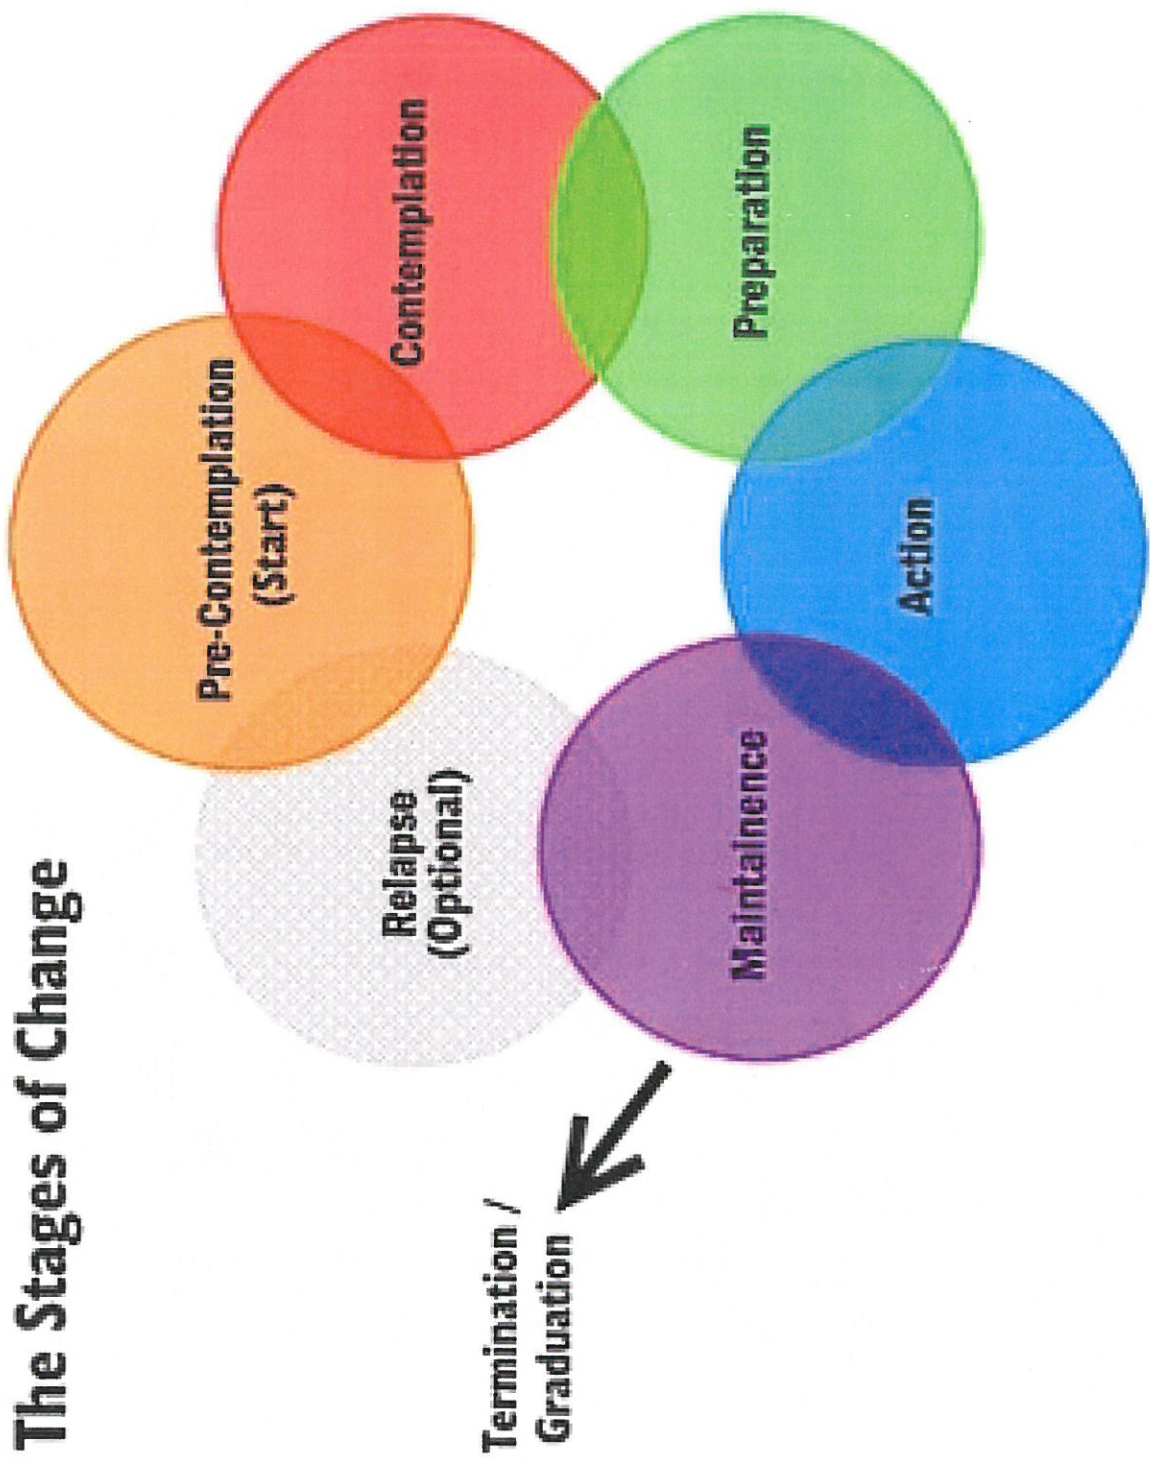 The Stages of Change
Pre-Contemplation
(Start)
Contemplation
Preparation
Action
Maintainence
Relapse
(Optional)
Termination /
Graduation